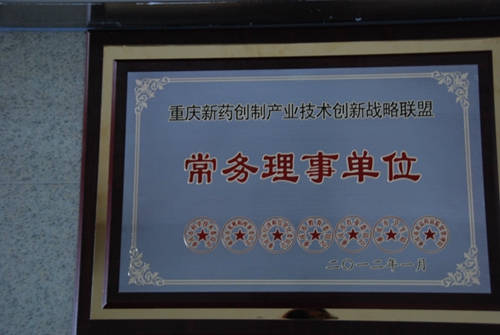 重庆新药创制产业技术创新战略联盟
常务理事单位
二〇一二年一月